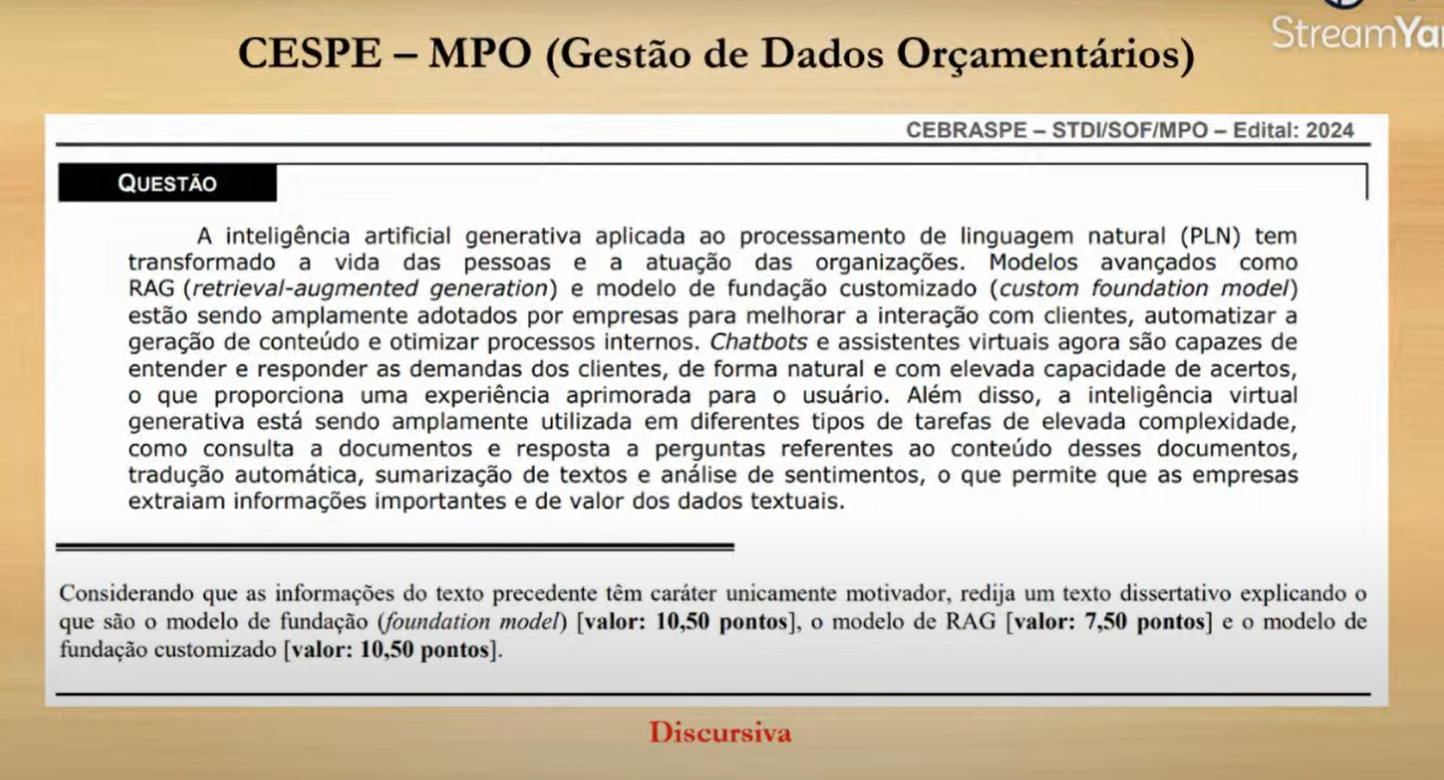 StreamYar
CESPE – MPO (Gestão de Dados Orçamentários)
CEBRASPE – STDI/SOF/MPO – Edital: 2024
QUESTÃO
A inteligência artificial generativa aplicada ao processamento de linguagem natural (PLN) tem
transformado a vida das pessoas e a atuação das organizações. Modelos avançados como
RAG (retrieval-augmented generation) e modelo de fundação customizado (custom foundation model)
estão sendo amplamente adotados por empresas para melhorar a interação com clientes, automatizar a
geração de conteúdo e otimizar processos internos. Chatbots e assistentes virtuais agora são capazes de
entender e responder as demandas dos clientes, de forma natural e com elevada capacidade de acertos,
o que proporciona uma experiência aprimorada para o usuário. Além disso, a inteligência virtual
generativa está sendo amplamente utilizada em diferentes tipos de tarefas de elevada complexidade,
como consulta a documentos e resposta a perguntas referentes ao conteúdo desses documentos,
tradução automática, sumarização de textos e análise de sentimentos, o que permite que as empresas
extraiam informações importantes e de valor dos dados textuais.
Considerando que as informações do texto precedente têm caráter unicamente motivador, redija um texto dissertativo explicando o
que são o modelo de fundação (foundation model) [valor: 10,50 pontos], o modelo de RAG [valor: 7,50 pontos] e o modelo de
fundação customizado [valor: 10,50 pontos].
Discursiva